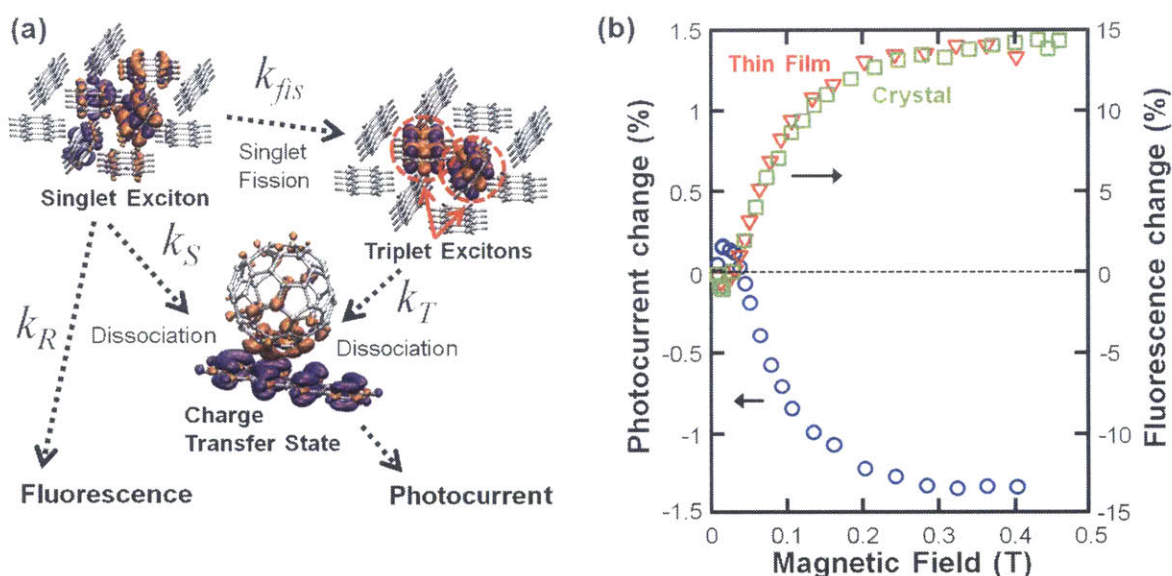 (a)
k_fis
Singlet
Fission
Singlet Exciton
Triplet Excitons
k_S
k_T
k_R
Dissociation
Dissociation
Charge
Transfer State
Fluorescence
Photocurrent
(b)
Photocurrent change (%)
1.5
1
0.5
0
-0.5
-1
-1.5
Thin Film
Crystal
15
10
5
0
-5
-10
-15
Fluorescence change (%)
0
0.1
0.2
0.3
0.4
0.5
Magnetic Field (T)